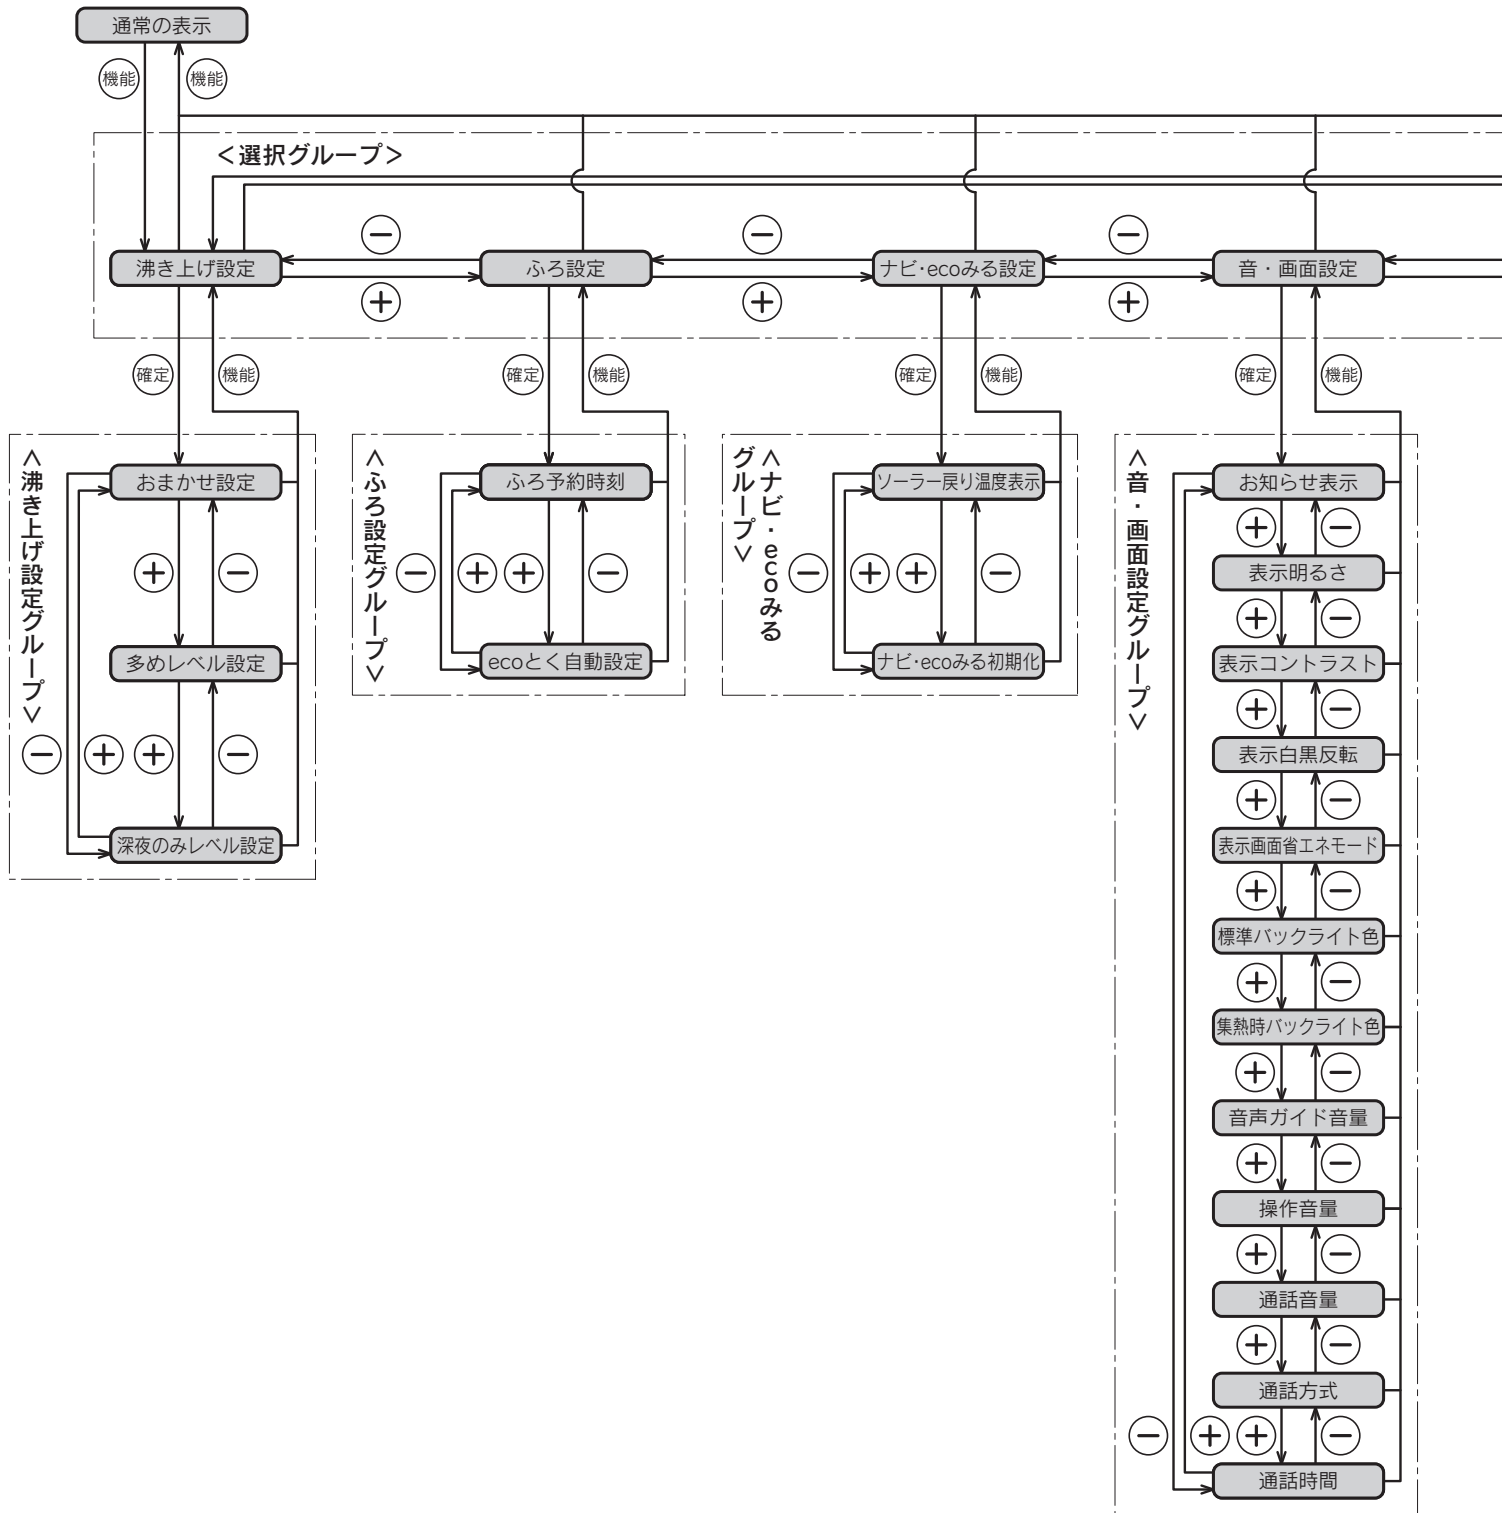 通常の表示
機能
機能
<選択グループ>
−
−
−
沸き上げ設定
ふろ設定
ナビ・ecoみる設定
音・画面設定
+
+
+
確定
機能
確定
機能
確定
機能
確定
機能
<沸き上げ設定グループ>
おまかせ設定
+
−
多めレベル設定
−
+
+
−
深夜のみレベル設定
<ふろ設定グループ>
ふろ予約時刻
−
+
+
−
ecoとく自動設定
<ナビ・ecoみる
グループ>
ソーラー戻り温度表示
−
+
+
−
ナビ・ecoみる初期化
<音・画面設定グループ>
お知らせ表示
+
−
表示明るさ
+
−
表示コントラスト
+
−
表示白黒反転
+
−
表示画面省エネモード
+
−
標準バックライト色
+
−
集熱時バックライト色
+
−
音声ガイド音量
+
−
操作音量
+
−
通話音量
+
−
通話方式
−
+
+
−
通話時間